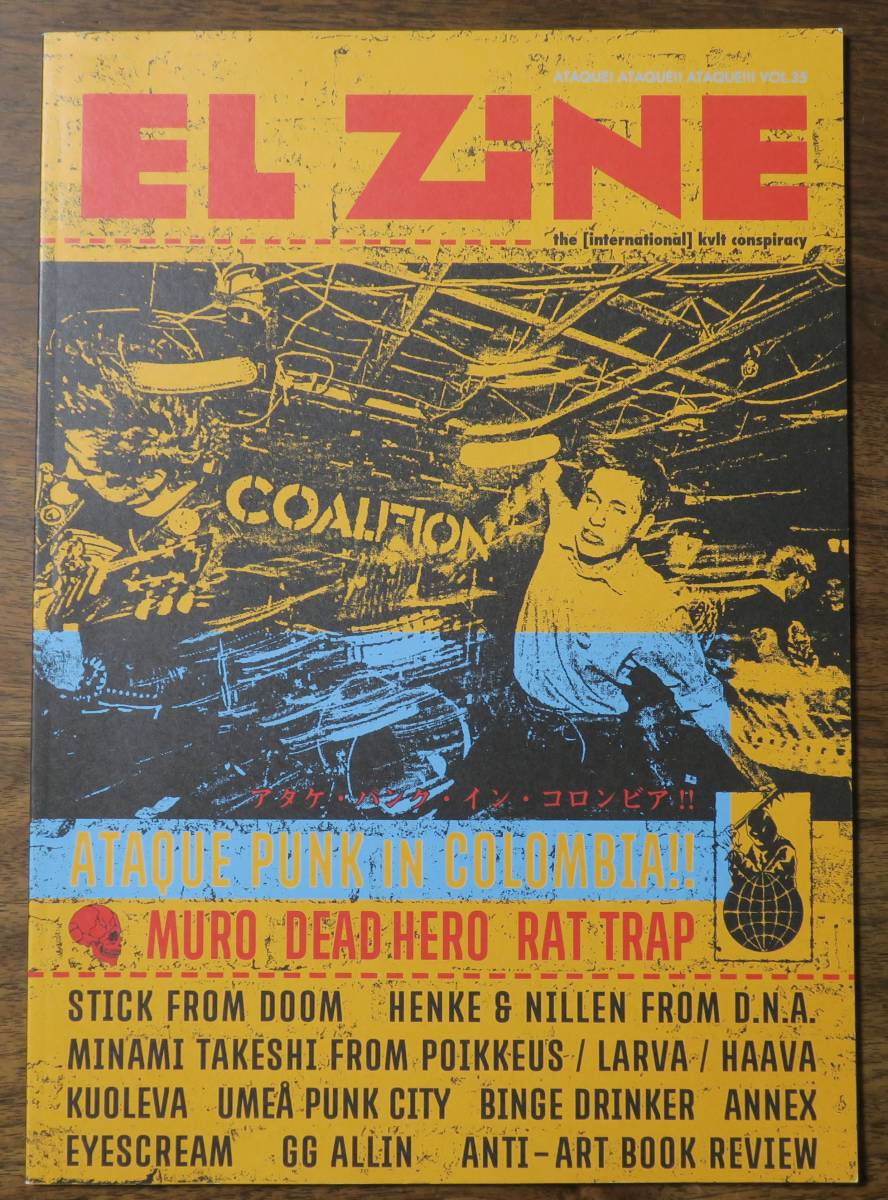 ATAQUE! ATAQUE!! ATAQUE!!! VOL.35
EL ZiNE
the [international] kvlt conspiracy
COALITION
アタケ・パンク・イン・コロンビア!!
ATAQUE PUNK iN COLOMBIA!!
MURO DEAD HERO RAT TRAP
STICK FROM DOOM HENKE & NILLEN FROM D.N.A.
MINAMI TAKESHI FROM POIKKEUS / LARVA / HAAVA
KUOLEVA UMEÅ PUNK CITY BINGE DRINKER ANNEX
EYESCREAM GG ALLIN ANTI-ART BOOK REVIEW